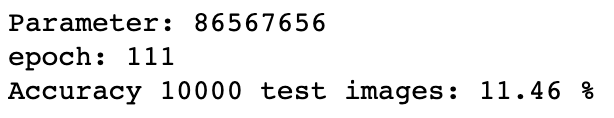 Parameter: 86567656
epoch: 111
Accuracy 10000 test images: 11.46 %